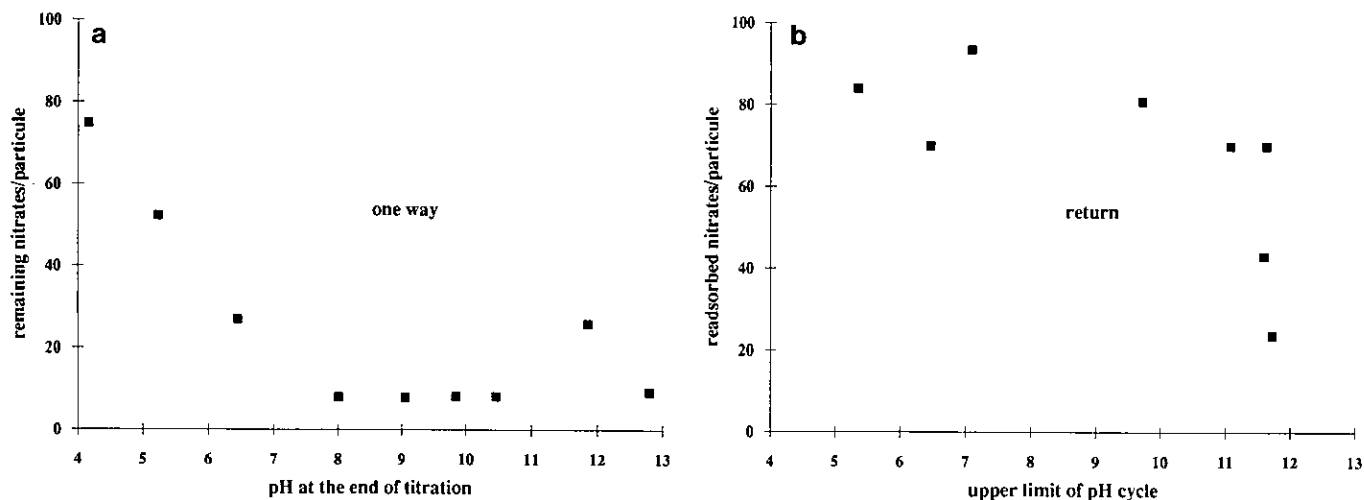 a
100
80
60
40
20
0
remaining nitrates/particule
one way
4 5 6 7 8 9 10 11 12 13
pH at the end of titration
b
100
80
60
40
20
0
readsorbed nitrates/particule
return
4 5 6 7 8 9 10 11 12 13
upper limit of pH cycle